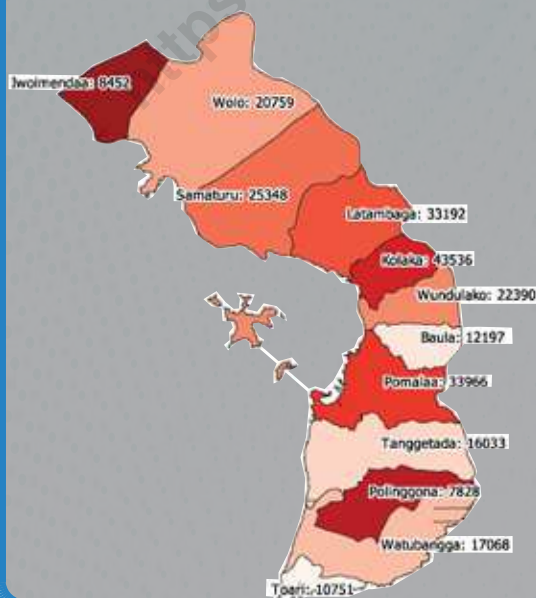 https
Iwoimendaa: 8452
Wolo: 20759
Samaturu: 25348
Latambaga: 33192
Kolaka: 43536
Wundulako: 22390
Baula: 12197
Pomalaa: 33966
Tanggetada: 16033
Polinggona: 7828
Watubangga: 17068
Toari: 10751